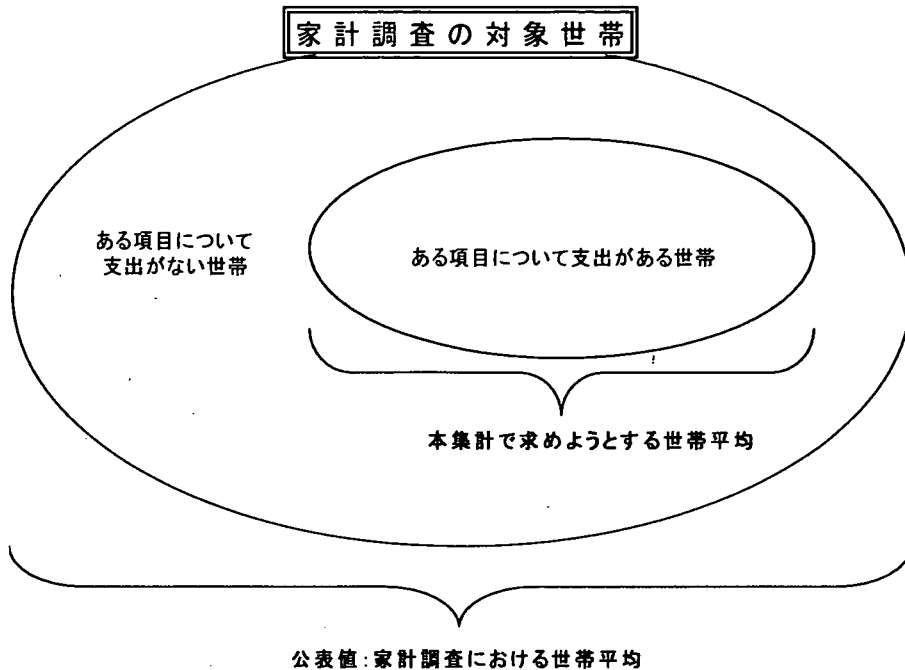 家計調査の対象世帯
ある項目について
支出がない世帯
ある項目について支出がある世帯
本集計で求めようとする世帯平均
公表値:家計調査における世帯平均